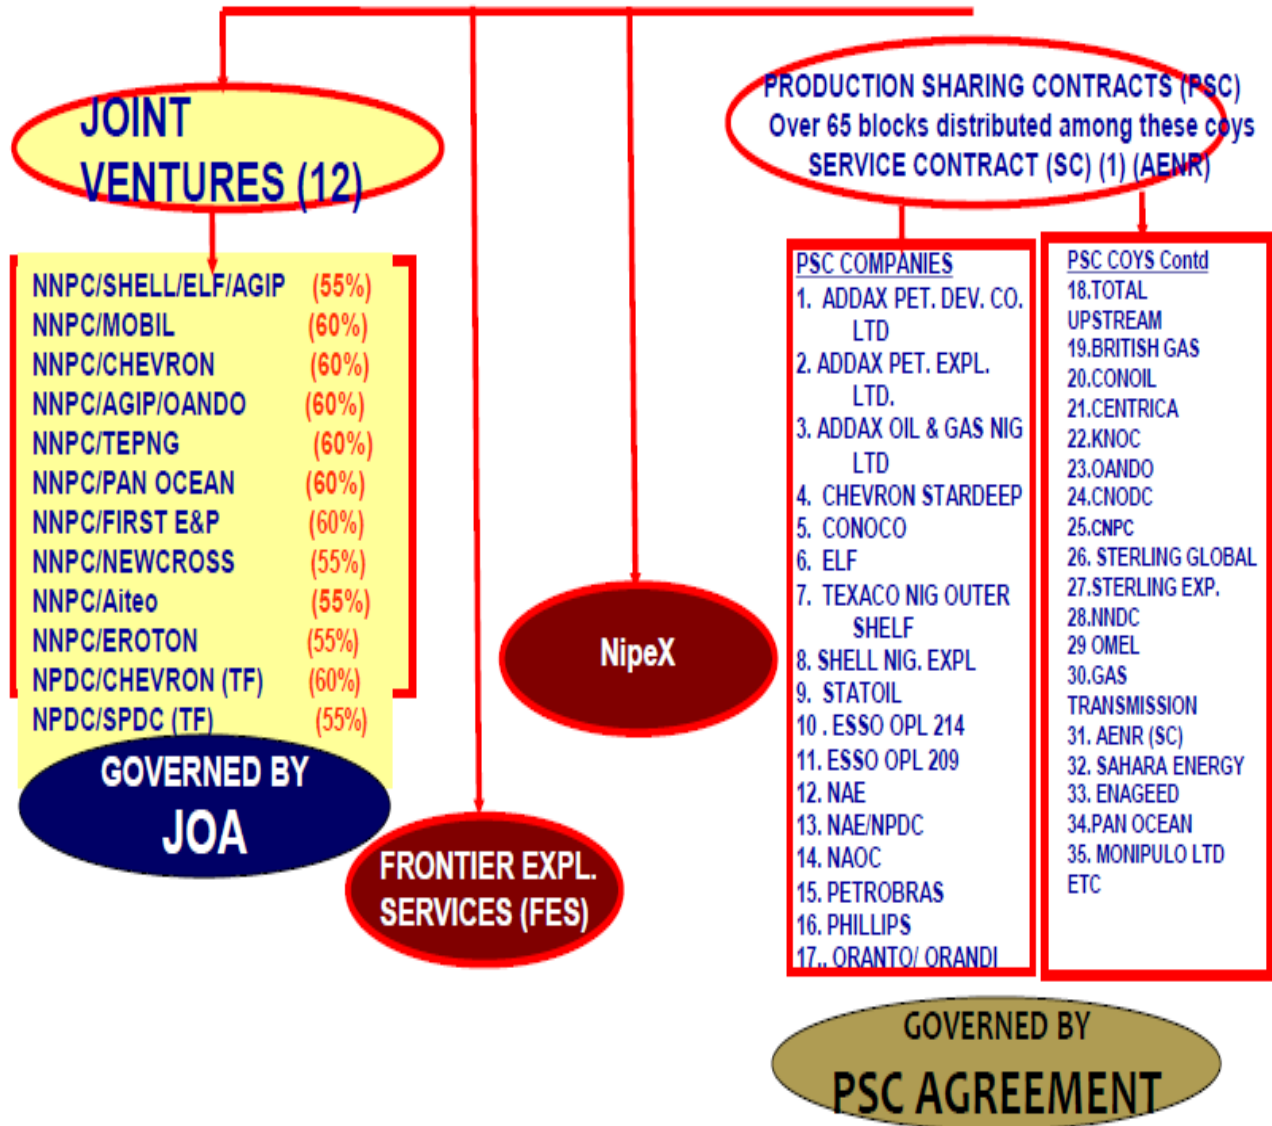 JOINT
VENTURES (12)
NNPC/SHELL/ELF/AGIP (55%)
NNPC/MOBIL (60%)
NNPC/CHEVRON (60%)
NNPC/AGIP/OANDO (60%)
NNPC/TEPNG (60%)
NNPC/PAN OCEAN (60%)
NNPC/FIRST E&P (60%)
NNPC/NEWCROSS (55%)
NNPC/Aiteo (55%)
NNPC/EROTON (55%)
NPDC/CHEVRON (TF) (60%)
NPDC/SPDC (TF) (55%)
GOVERNED BY
JOA
FRONTIER EXPL.
SERVICES (FES)
NipeX
PRODUCTION SHARING CONTRACTS (PSC)
Over 65 blocks distributed among these coys
SERVICE CONTRACT (SC) (1) (AENR)
PSC COMPANIES
1. ADDAX PET. DEV. CO.
LTD
2. ADDAX PET. EXPL.
LTD.
3. ADDAX OIL & GAS NIG
LTD
4. CHEVRON STARDEEP
5. CONOCO
6. ELF
7. TEXACO NIG OUTER
SHELF
8. SHELL NIG. EXPL
9. STATOIL
10 . ESSO OPL 214
11. ESSO OPL 209
12. NAE
13. NAE/NPDC
14. NAOC
15. PETROBRAS
16. PHILLIPS
17.. ORANTO/ ORANDI
PSC COYS Contd
18.TOTAL
UPSTREAM
19.BRITISH GAS
20.CONOIL
21.CENTRICA
22.KNOC
23.OANDO
24.CNODC
25.CNPC
26. STERLING GLOBAL
27.STERLING EXP.
28.NNDC
29 OMEL
30.GAS
TRANSMISSION
31. AENR (SC)
32. SAHARA ENERGY
33. ENAGEED
34.PAN OCEAN
35. MONIPULO LTD
ETC
GOVERNED BY
PSC AGREEMENT